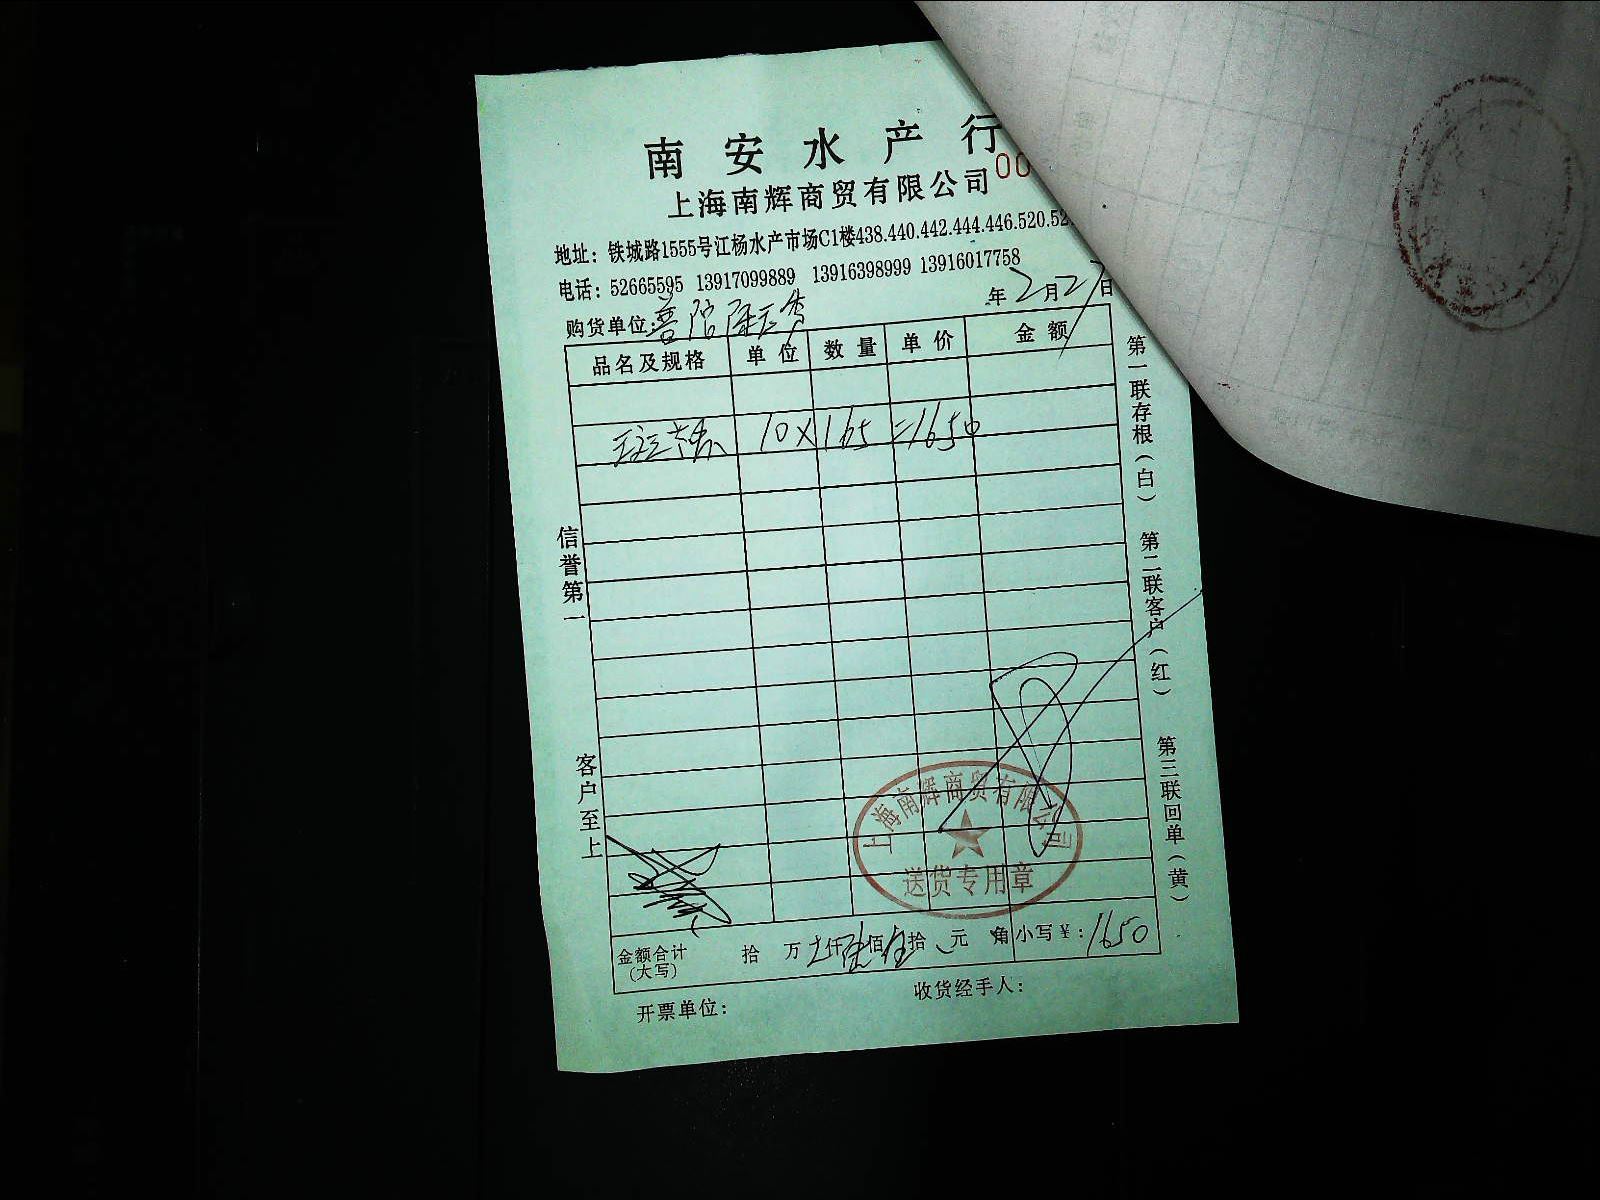 南安水产行
上海南辉商贸有限公司 00
地址：铁城路1555号江杨水产市场C1楼438.440.442.444.446.520.52
电话：52665595 13917099889 13916398999 13916017758
年2月27日
购货单位：普陀
品名及规格 单位 数量 单价 金额
10×165=1650
信誉第一
客户至上
第一联存根（白） 第二联客户（红） 第三联回单（黄）
上海南辉商贸有限公司
送货专用章
金额合计（大写） 拾 万 仟陆佰伍拾 元 角 小写￥：1650
开票单位： 收货经手人：